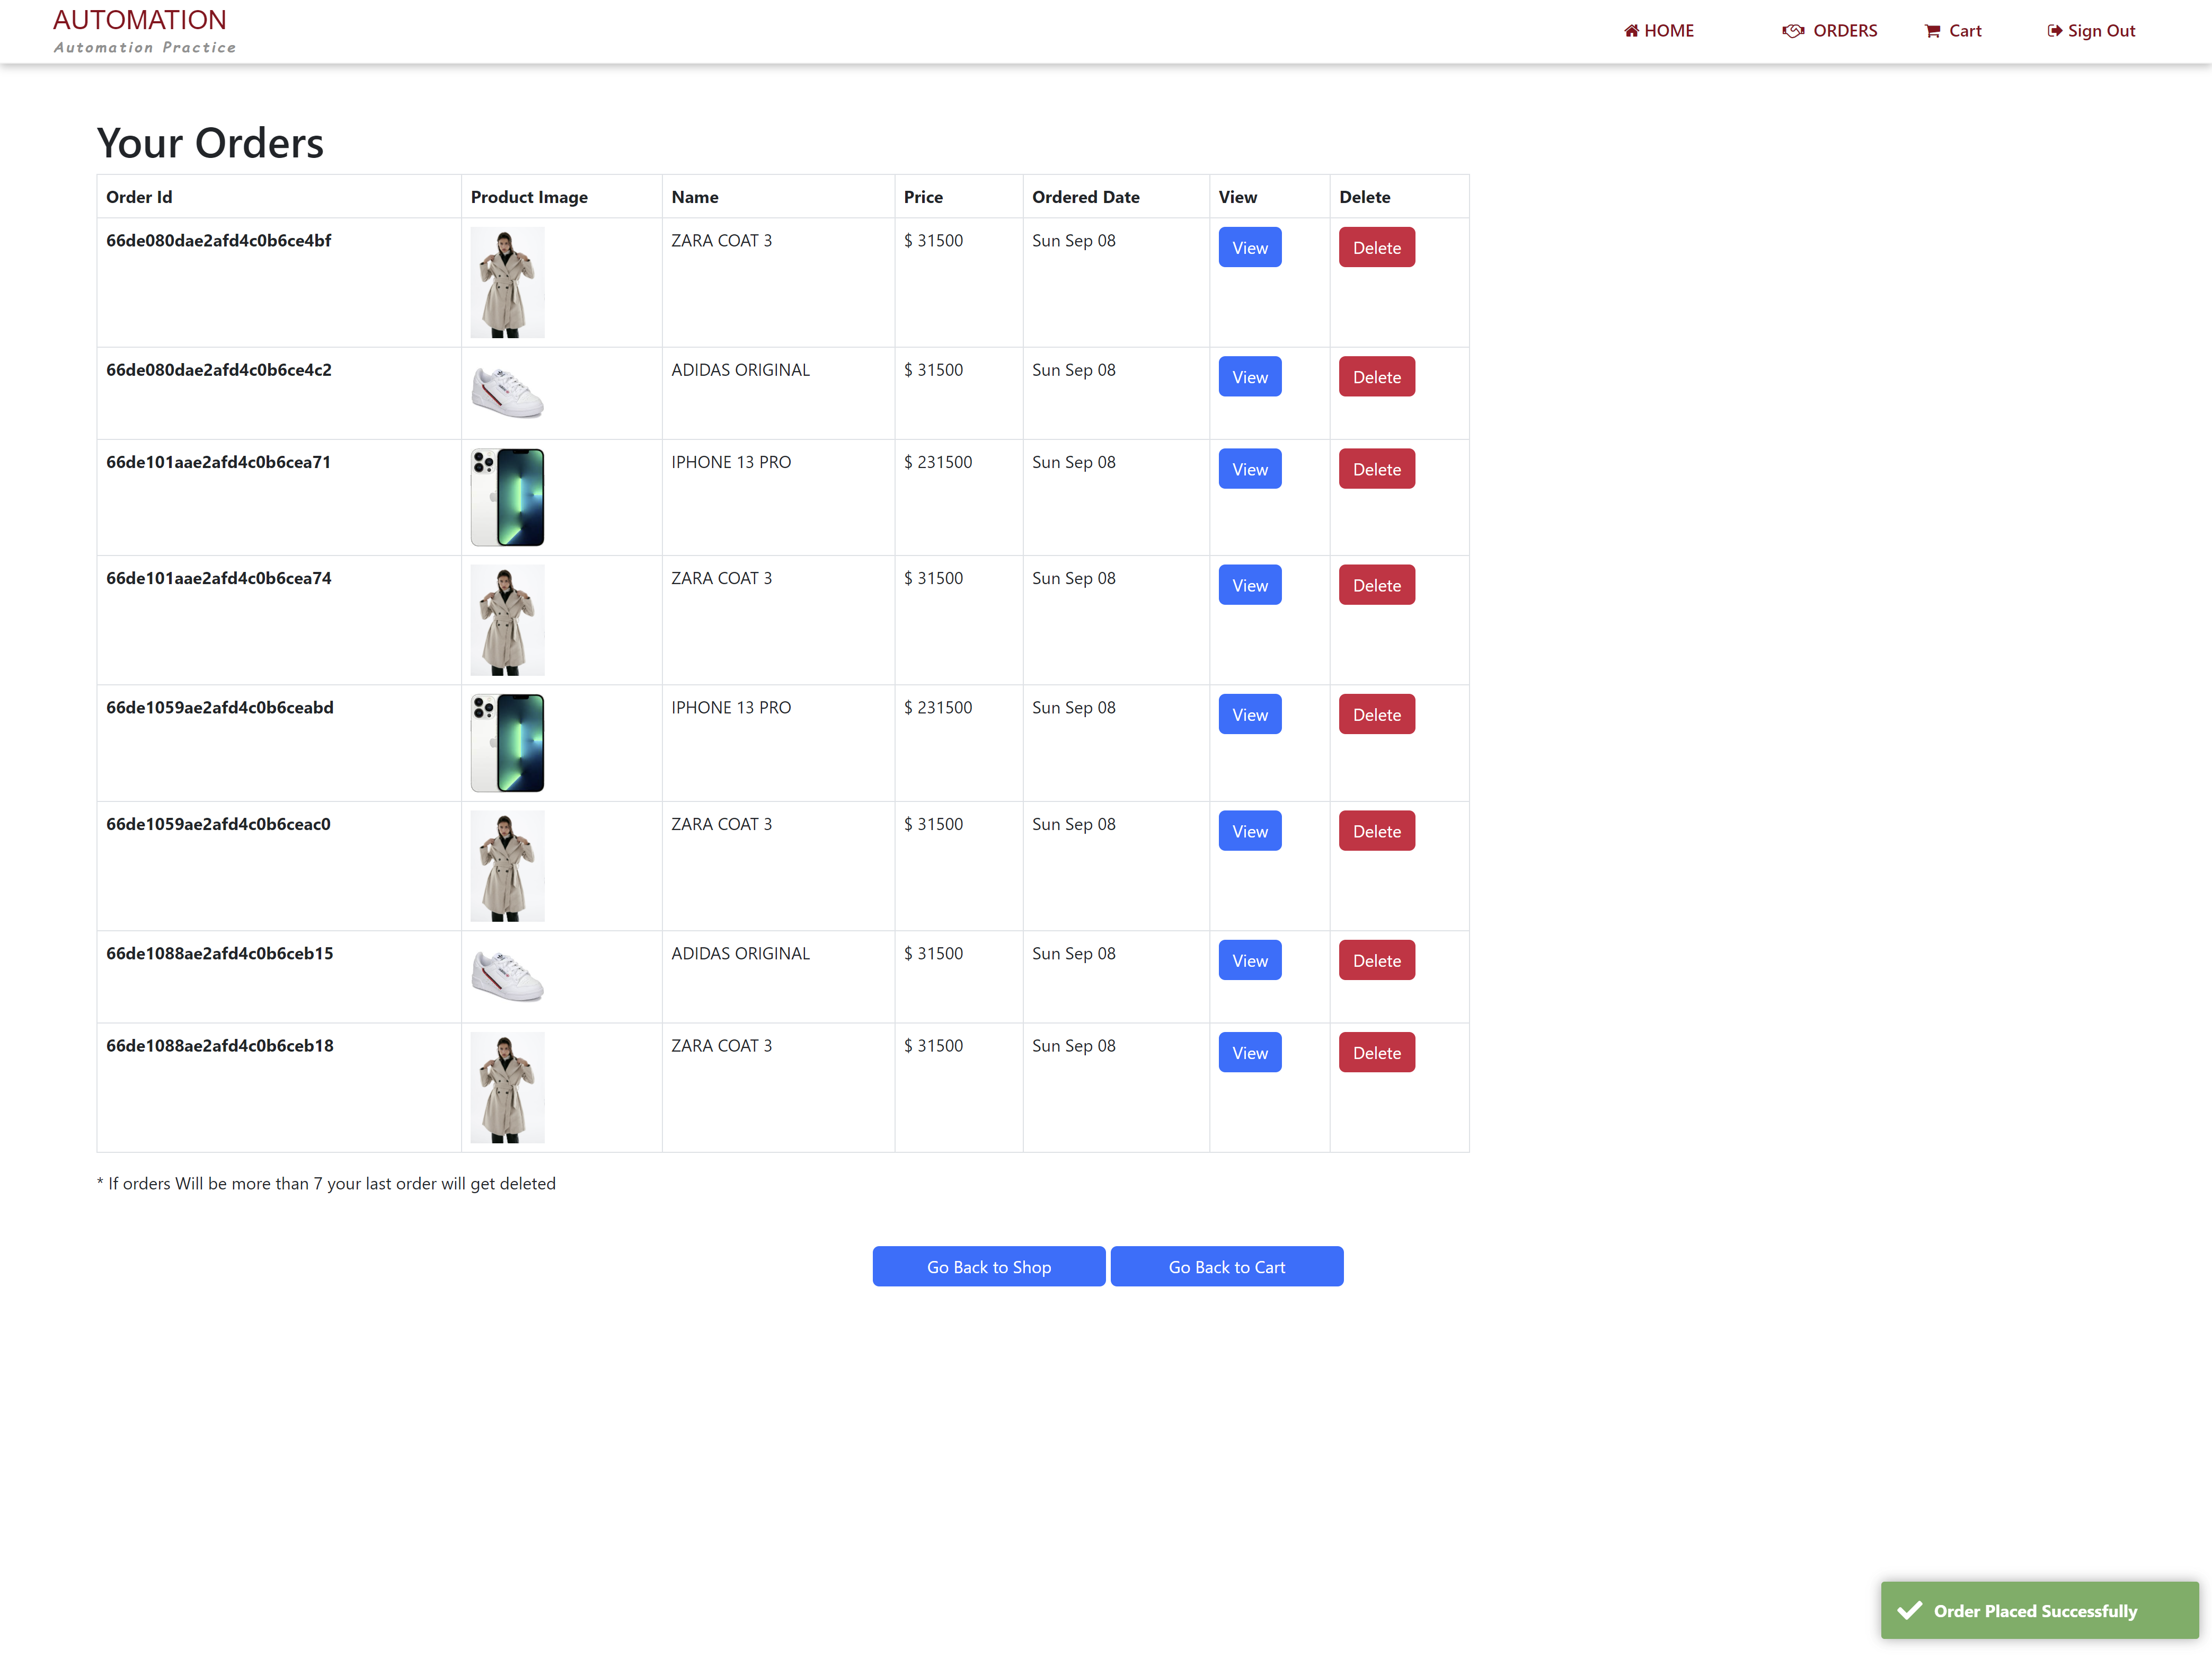 AUTOMATION
Automation Practice
HOME ORDERS Cart Sign Out
Your Orders
Order Id Product Image Name Price Ordered Date View Delete
66de080dae2afd4c0b6ce4bf ZARA COAT 3 $ 31500 Sun Sep 08 View Delete
66de080dae2afd4c0b6ce4c2 ADIDAS ORIGINAL $ 31500 Sun Sep 08 View Delete
66de101aae2afd4c0b6cea71 IPHONE 13 PRO $ 231500 Sun Sep 08 View Delete
66de101aae2afd4c0b6cea74 ZARA COAT 3 $ 31500 Sun Sep 08 View Delete
66de1059ae2afd4c0b6ceabd IPHONE 13 PRO $ 231500 Sun Sep 08 View Delete
66de1059ae2afd4c0b6ceac0 ZARA COAT 3 $ 31500 Sun Sep 08 View Delete
66de1088ae2afd4c0b6ceb15 ADIDAS ORIGINAL $ 31500 Sun Sep 08 View Delete
66de1088ae2afd4c0b6ceb18 ZARA COAT 3 $ 31500 Sun Sep 08 View Delete
* If orders Will be more than 7 your last order will get deleted
Go Back to Shop Go Back to Cart
Order Placed Successfully